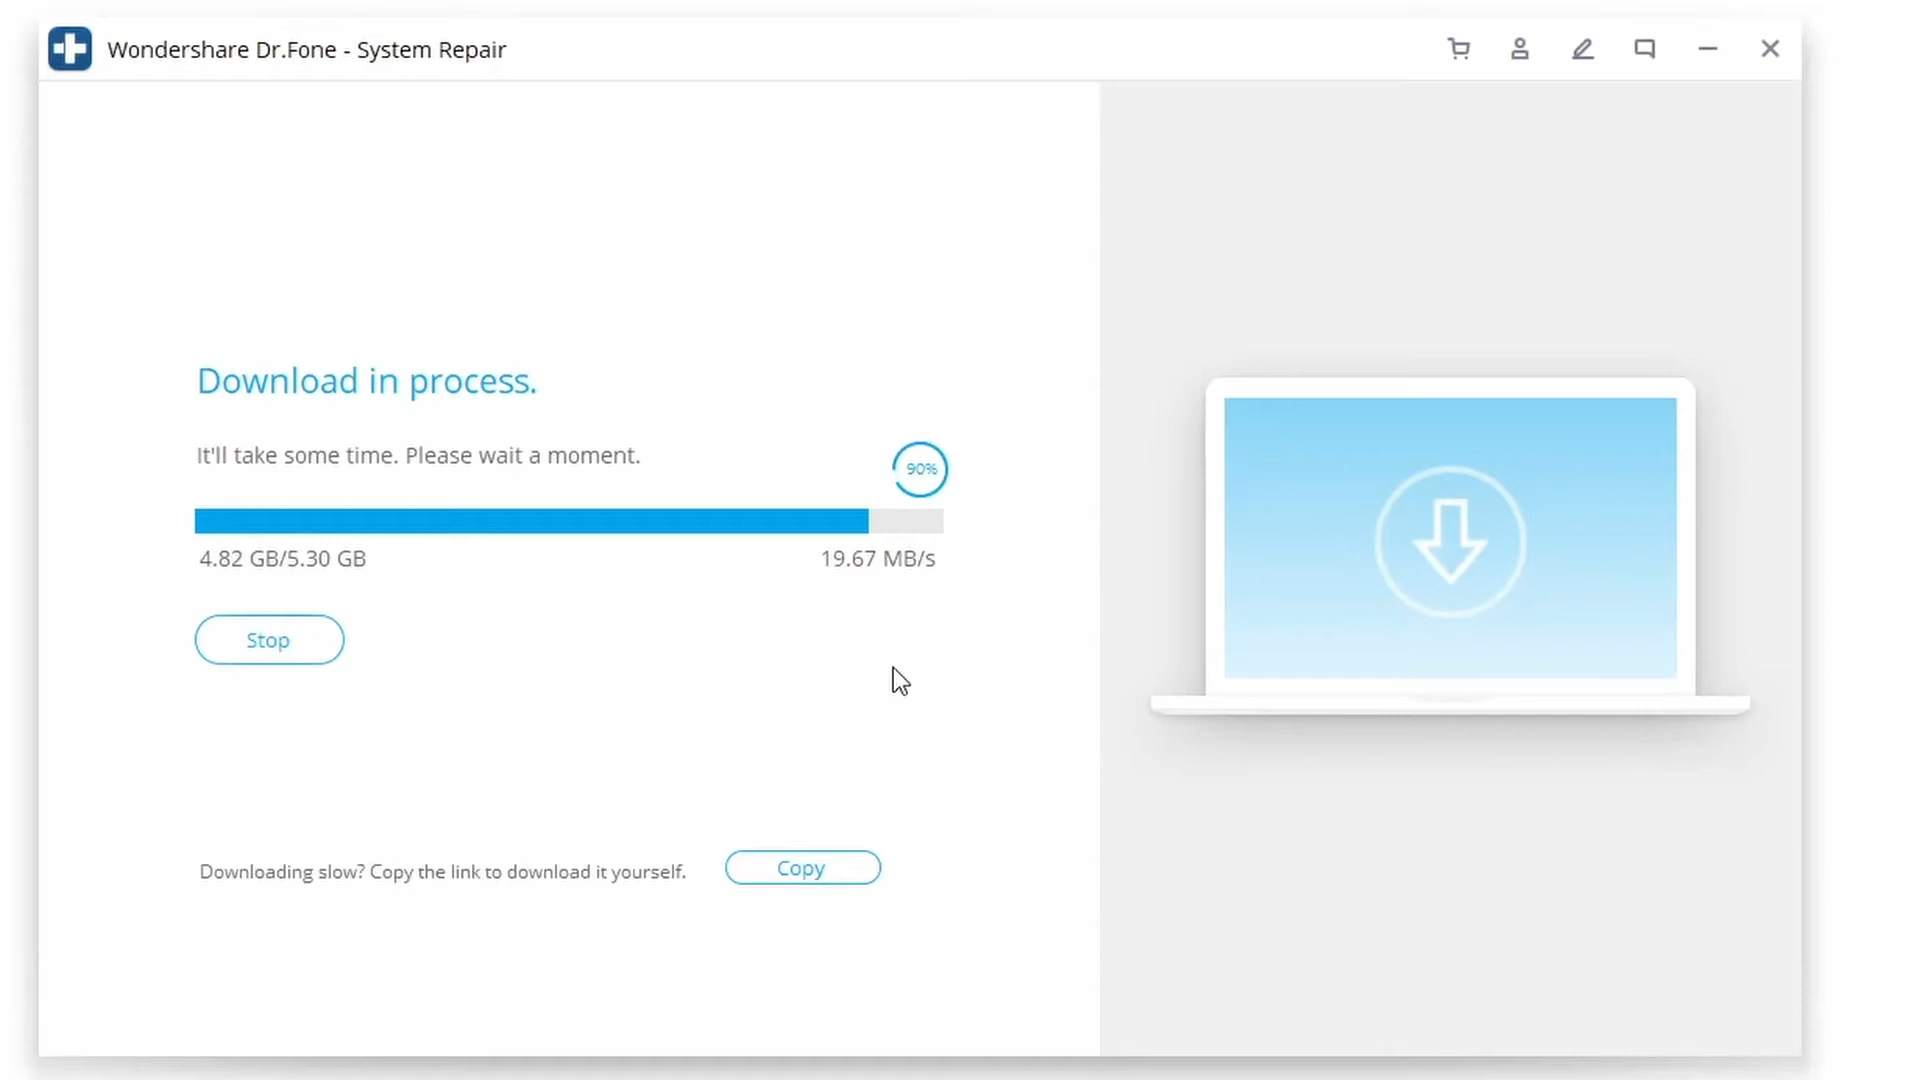 Wondershare Dr.Fone - System Repair
Download in process.
It'll take some time. Please wait a moment.
90%
4.82 GB/5.30 GB
19.67 MB/s
Stop
Downloading slow? Copy the link to download it yourself.
Copy